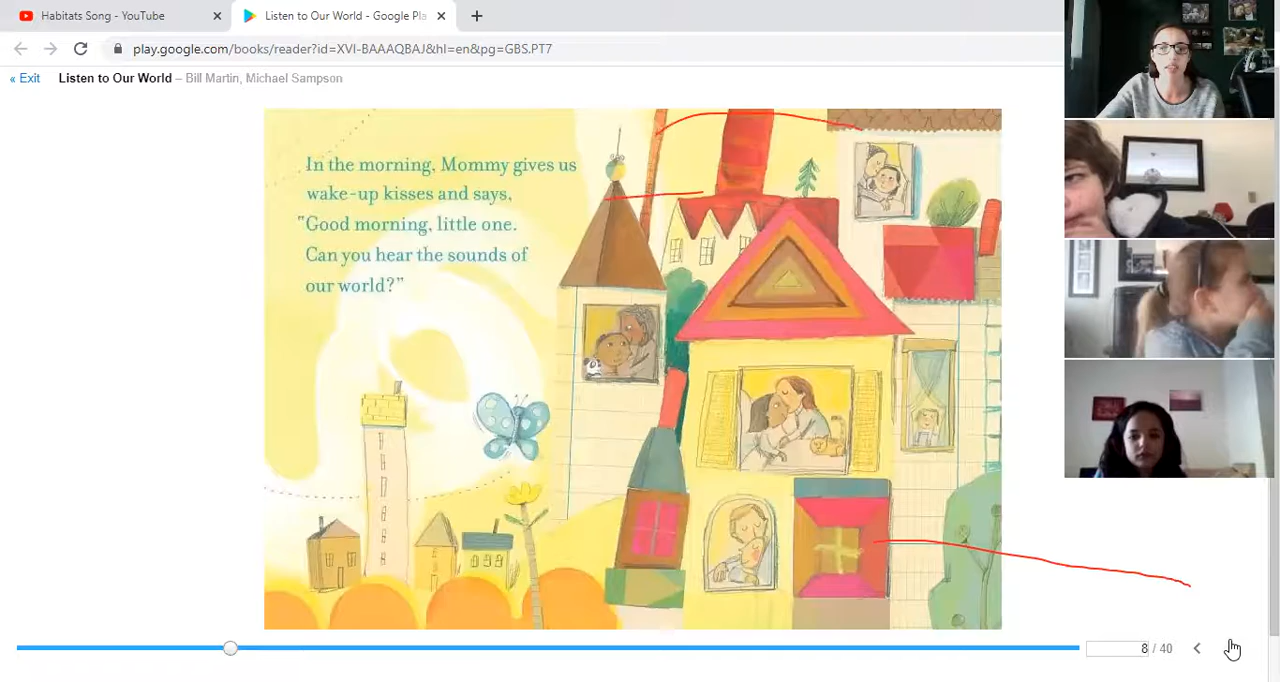 Habitats Song - YouTube
Listen to Our World - Google Pla
play.google.com/books/reader?id=XVI-BAAAQBAJ&hl=en&pg=GBS.PT7
« Exit Listen to Our World – Bill Martin, Michael Sampson
In the morning, Mommy gives us
wake-up kisses and says,
"Good morning, little one.
Can you hear the sounds of
our world?"
8 / 40